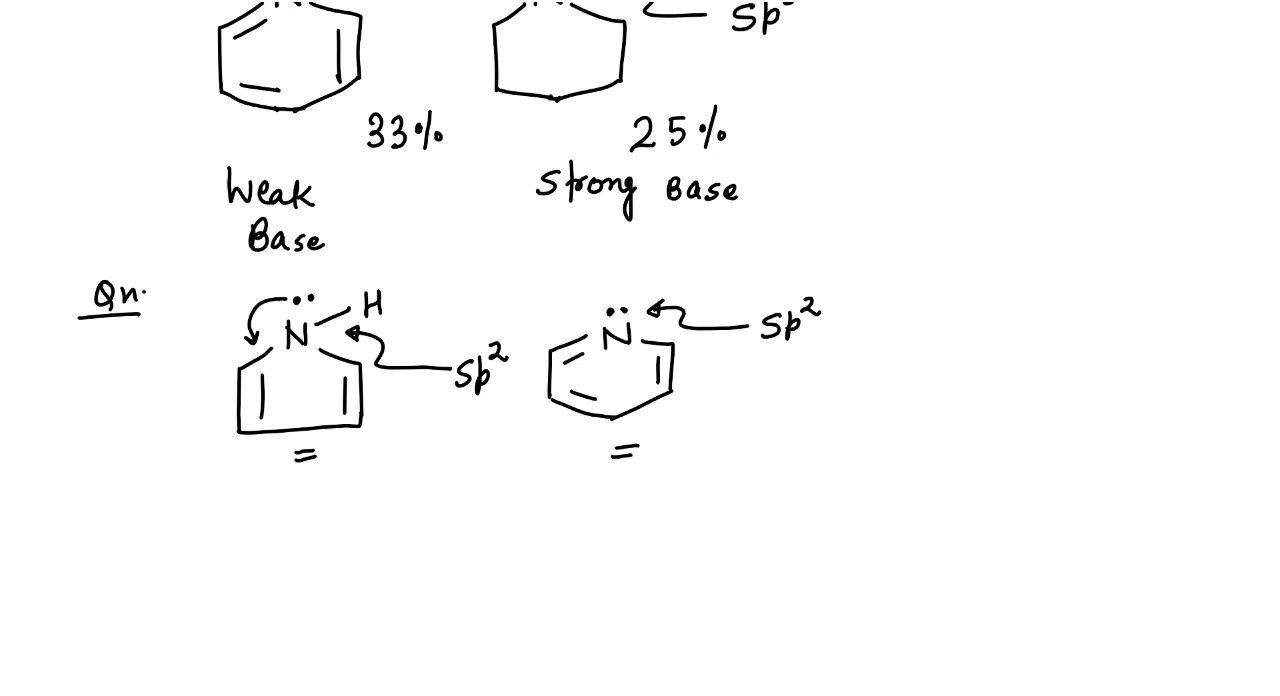 N N Sp
33% 25%
Weak Strong Base
Base
Qn. •• H •• Sp²
N N
Sp²
= =